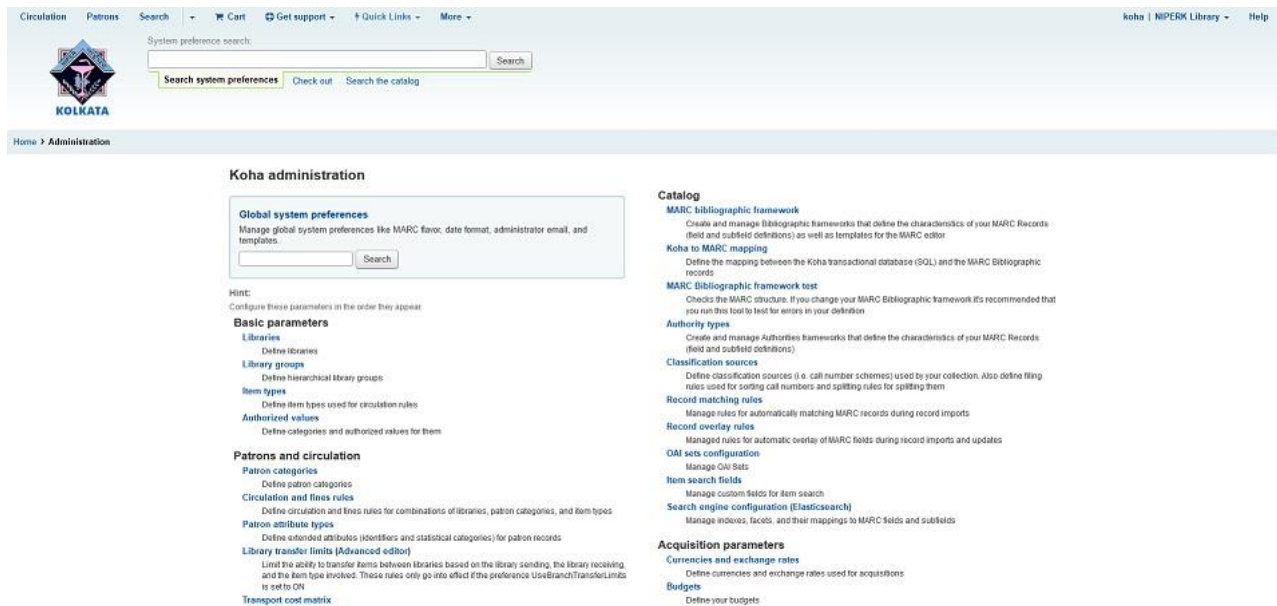 Circulation Patrons Search Cart Get support Quick Links More koha | NIPERK Library Help
System preference search:
Search
Search system preferences Check out Search the catalog
KOLKATA
Home > Administration
Koha administration
Global system preferences
Manage global system preferences like MARC flavor, date format, administrator email, and
templates.
Search
Hint:
Configure these parameters in the order they appear
Basic parameters
Libraries
Define libraries
Library groups
Define hierarchical library groups
Item types
Define item types used for circulation rules
Authorized values
Define categories and authorized values for them
Patrons and circulation
Patron categories
Define patron categories
Circulation and fines rules
Define circulation and fines rules for combinations of libraries, patron categories, and item types
Patron attribute types
Define extended attributes (identifiers and statistical categories) for patron records
Library transfer limits (Advanced editor)
Limit the ability to transfer items between libraries based on the library sending, the library receiving,
and the item type involved. These rules only go into effect if the preference UseBranchTransferLimits
is set to ON
Transport cost matrix
Catalog
MARC bibliographic framework
Create and manage Bibliographic frameworks that define the characteristics of your MARC Records
(field and subfield definitions) as well as templates for the MARC editor
Koha to MARC mapping
Define the mapping between the Koha transactional database (SQL) and the MARC Bibliographic
records
MARC Bibliographic framework test
Checks the MARC structure. If you change your MARC Bibliographic framework it's recommended that
you run this tool to test for errors in your definition
Authority types
Create and manage Authorities frameworks that define the characteristics of your MARC Records
(field and subfield definitions)
Classification sources
Define classification sources (i.e. call number schemes) used by your collection. Also define filing
rules used for sorting call numbers and splitting rules for splitting them
Record matching rules
Manage rules for automatically matching MARC records during record imports
Record overlay rules
Managed rules for automatic overlay of MARC fields during record imports and updates
OAI sets configuration
Manage OAI Sets
Item search fields
Manage custom fields for item search
Search engine configuration (Elasticsearch)
Manage indexes, facets, and their mappings to MARC fields and subfields
Acquisition parameters
Currencies and exchange rates
Define currencies and exchange rates used for acquisitions
Budgets
Define your budgets